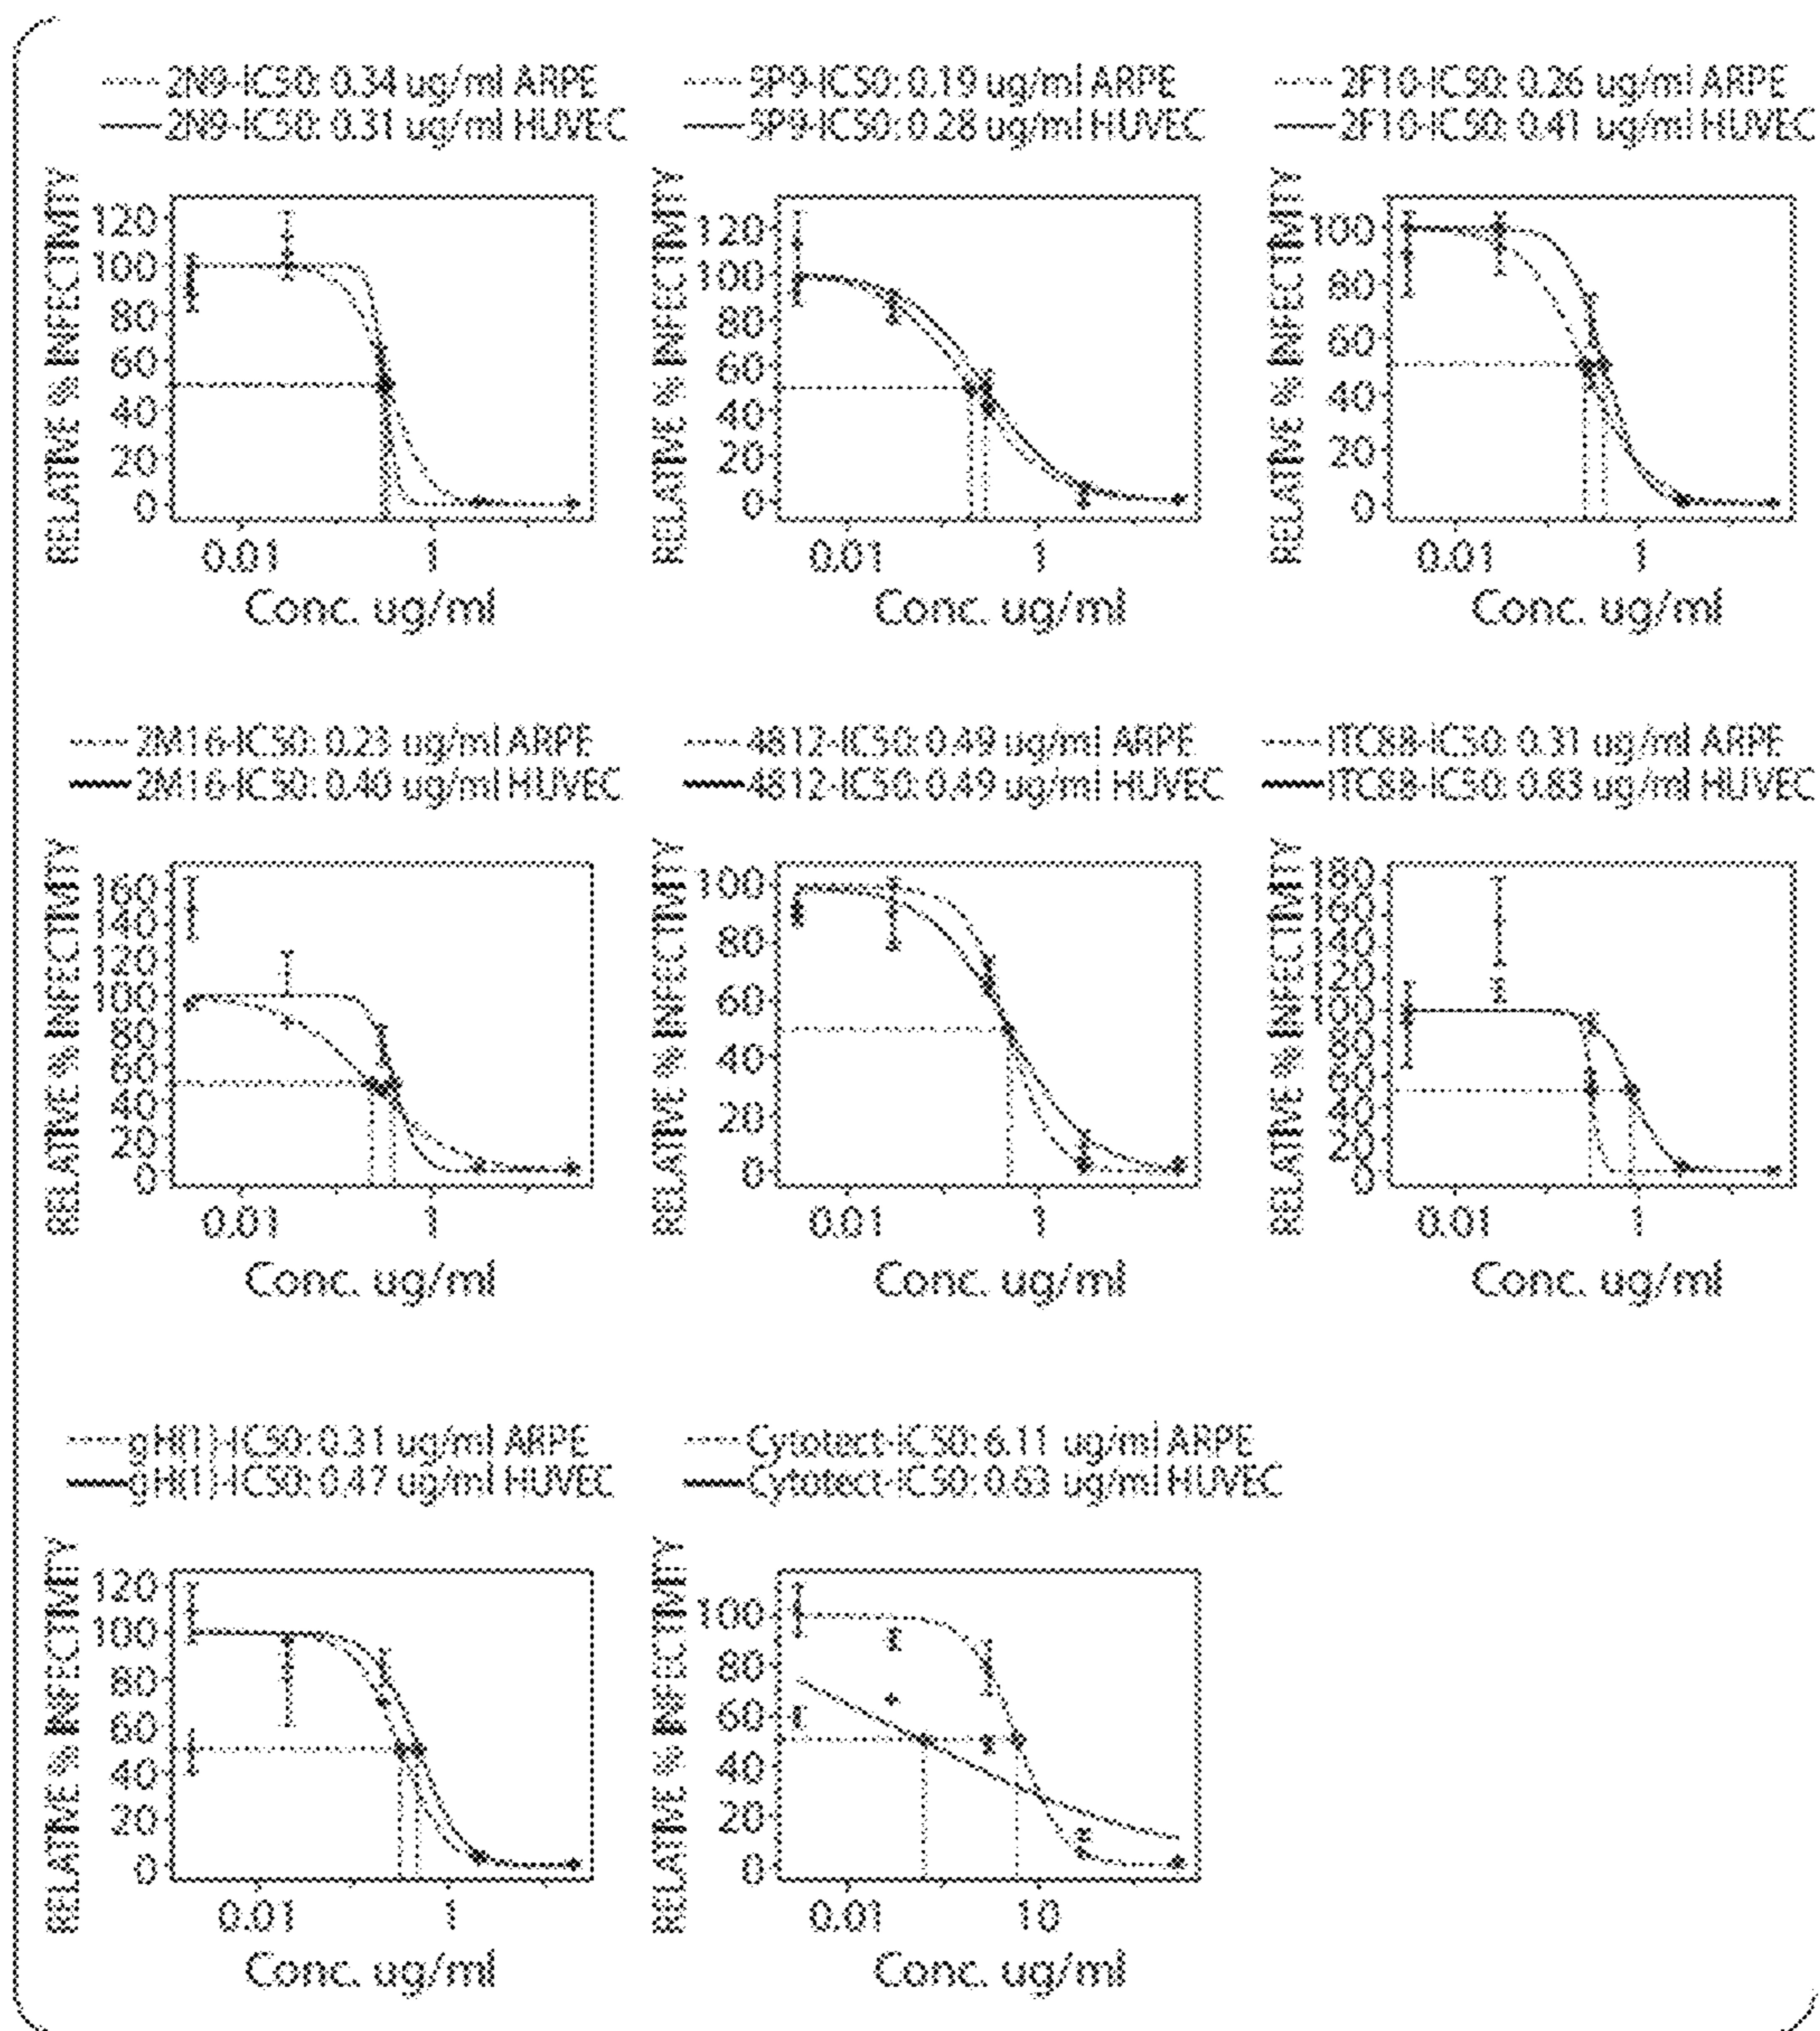 2N9-IC50: 0.34 ug/ml ARPE
2N9-IC50: 0.31 ug/ml HUVEC
RELATIVE % INFECTIVITY
120
100
80
60
40
20
0
0.01 1
Conc. ug/ml
5P9-IC50: 0.19 ug/ml ARPE
5P9-IC50: 0.28 ug/ml HUVEC
RELATIVE % INFECTIVITY
120
100
80
60
40
20
0
0.01 1
Conc. ug/ml
2F10-IC50: 0.26 ug/ml ARPE
2F10-IC50: 0.41 ug/ml HUVEC
RELATIVE % INFECTIVITY
100
80
60
40
20
0
0.01 1
Conc. ug/ml
2M16-IC50: 0.23 ug/ml ARPE
2M16-IC50: 0.40 ug/ml HUVEC
RELATIVE % INFECTIVITY
160
140
120
100
80
60
40
20
0
0.01 1
Conc. ug/ml
4B12-IC50: 0.49 ug/ml ARPE
4B12-IC50: 0.49 ug/ml HUVEC
RELATIVE % INFECTIVITY
100
80
60
40
20
0
0.01 1
Conc. ug/ml
ITC88-IC50: 0.31 ug/ml ARPE
ITC88-IC50: 0.83 ug/ml HUVEC
RELATIVE % INFECTIVITY
180
160
140
120
100
80
60
40
20
0
0.01 1
Conc. ug/ml
gH(1)-IC50: 0.31 ug/ml ARPE
gH(1)-IC50: 0.47 ug/ml HUVEC
RELATIVE % INFECTIVITY
120
100
80
60
40
20
0
0.01 1
Conc. ug/ml
Cytotect-IC50: 6.11 ug/ml ARPE
Cytotect-IC50: 0.63 ug/ml HUVEC
RELATIVE % INFECTIVITY
100
80
60
40
20
0
0.01 10
Conc. ug/ml